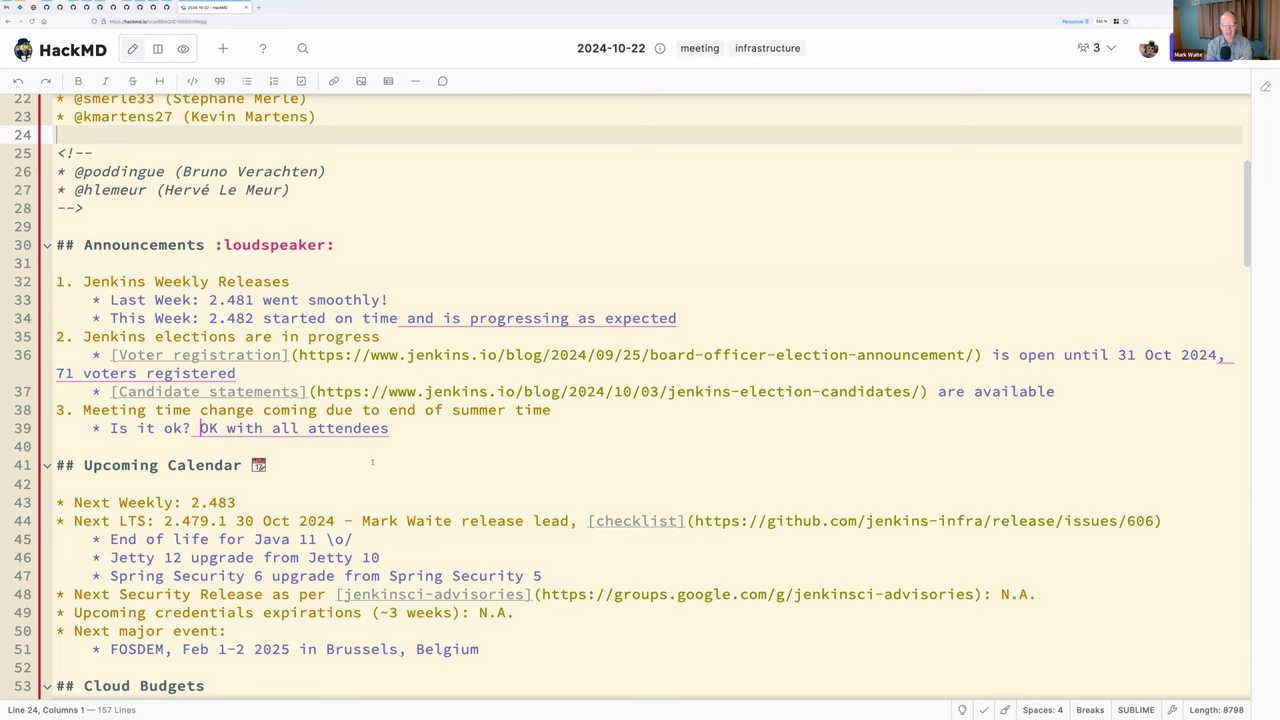 2024-10-22 - HackMD
Personnel
240 %
HackMD
2024-10-22
meeting
infrastructure
3
Mark Waite
22 * @smerle33 (Stephane Merle)
23 * @kmartens27 (Kevin Martens)
24
25 <!--
26 * @poddingue (Bruno Verachten)
27 * @hlemeur (Hervé Le Meur)
28 -->
29
30 ## Announcements :loudspeaker:
31
32 1. Jenkins Weekly Releases
33 * Last Week: 2.481 went smoothly!
34 * This Week: 2.482 started on time and is progressing as expected
35 2. Jenkins elections are in progress
36 * [Voter registration](https://www.jenkins.io/blog/2024/09/25/board-officer-election-announcement/) is open until 31 Oct 2024,
71 voters registered
37 * [Candidate statements](https://www.jenkins.io/blog/2024/10/03/jenkins-election-candidates/) are available
38 3. Meeting time change coming due to end of summer time
39 * Is it ok? OK with all attendees
40
41 ## Upcoming Calendar 📆
42
43 * Next Weekly: 2.483
44 * Next LTS: 2.479.1 30 Oct 2024 - Mark Waite release lead, [checklist](https://github.com/jenkins-infra/release/issues/606)
45 * End of life for Java 11 \o/
46 * Jetty 12 upgrade from Jetty 10
47 * Spring Security 6 upgrade from Spring Security 5
48 * Next Security Release as per [jenkinsci-advisories](https://groups.google.com/g/jenkinsci-advisories): N.A.
49 * Upcoming credentials expirations (~3 weeks): N.A.
50 * Next major event:
51 * FOSDEM, Feb 1-2 2025 in Brussels, Belgium
52
53 ## Cloud Budgets
Line 24, Columns 1 — 157 Lines
Spaces: 4
Breaks
SUBLIME
Length: 8798